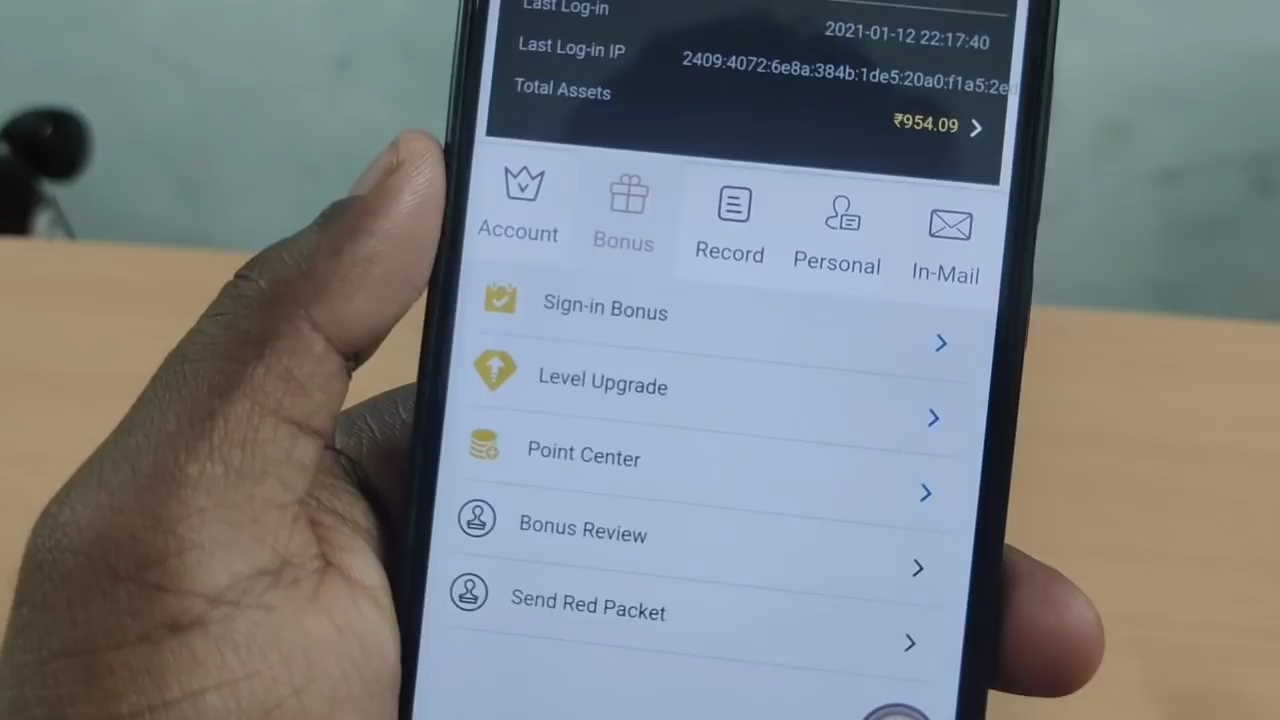 Last Log-in
2021-01-12 22:17:40
Last Log-in IP
2409:4072:6e8a:384b:1de5:20a0:f1a5:2ed
Total Assets
₹954.09
Account
Bonus
Record
Personal
In-Mail
Sign-in Bonus
Level Upgrade
Point Center
Bonus Review
Send Red Packet